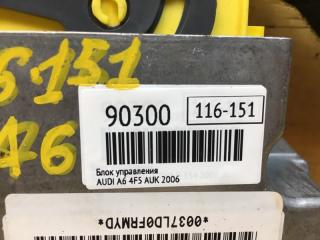 6151
A6
90300 116-151
Блок управления
AUDI A6 4F5 AUK 2006
*0037LD0FRMYD*